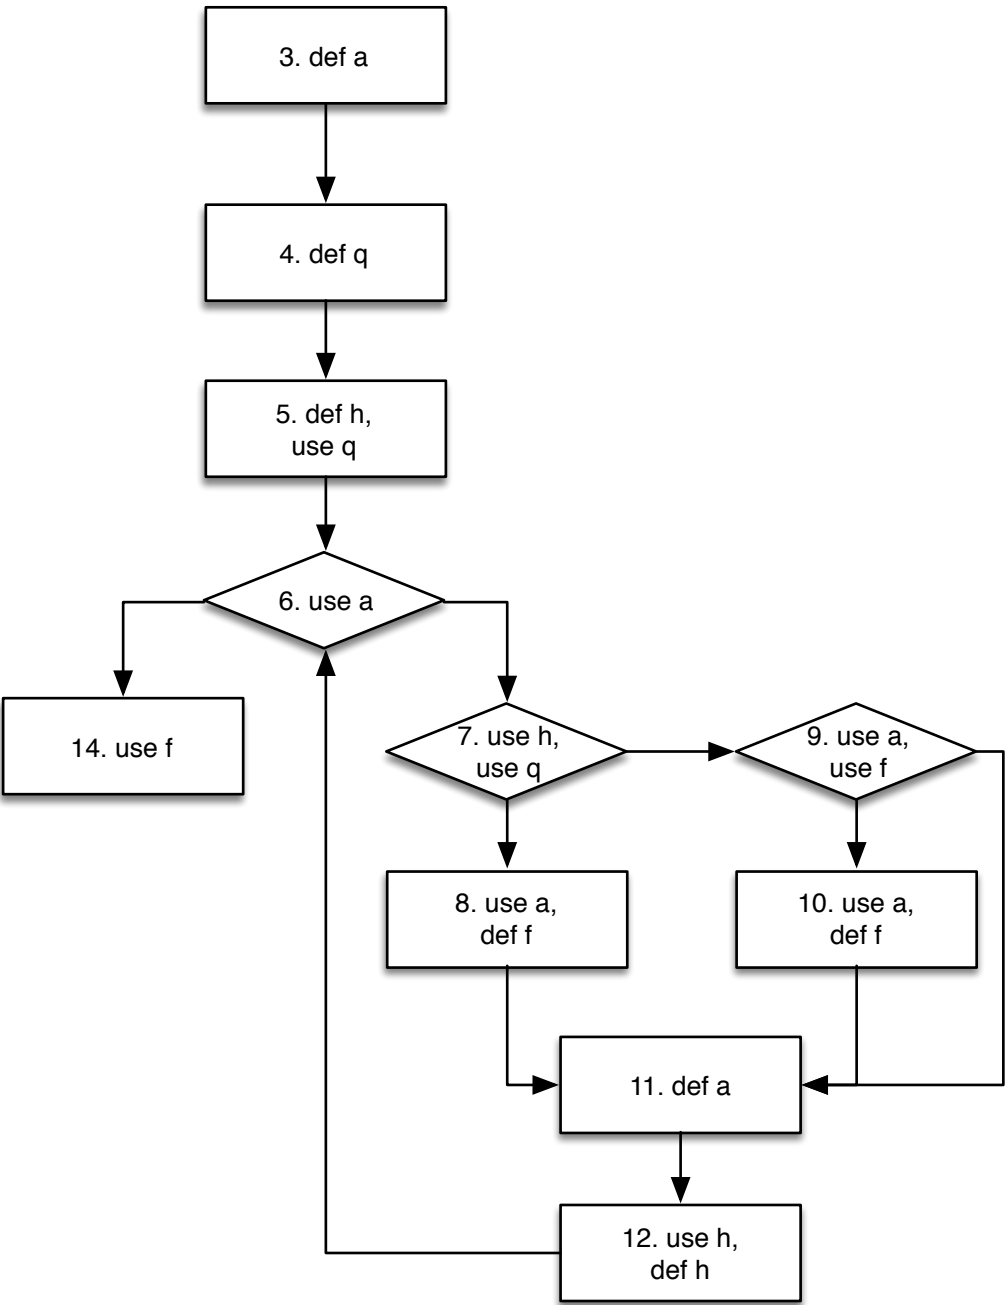 3. def a
4. def q
5. def h,
use q
6. use a
14. use f
7. use h,
use q
9. use a,
use f
8. use a,
def f
10. use a,
def f
11. def a
12. use h,
def h